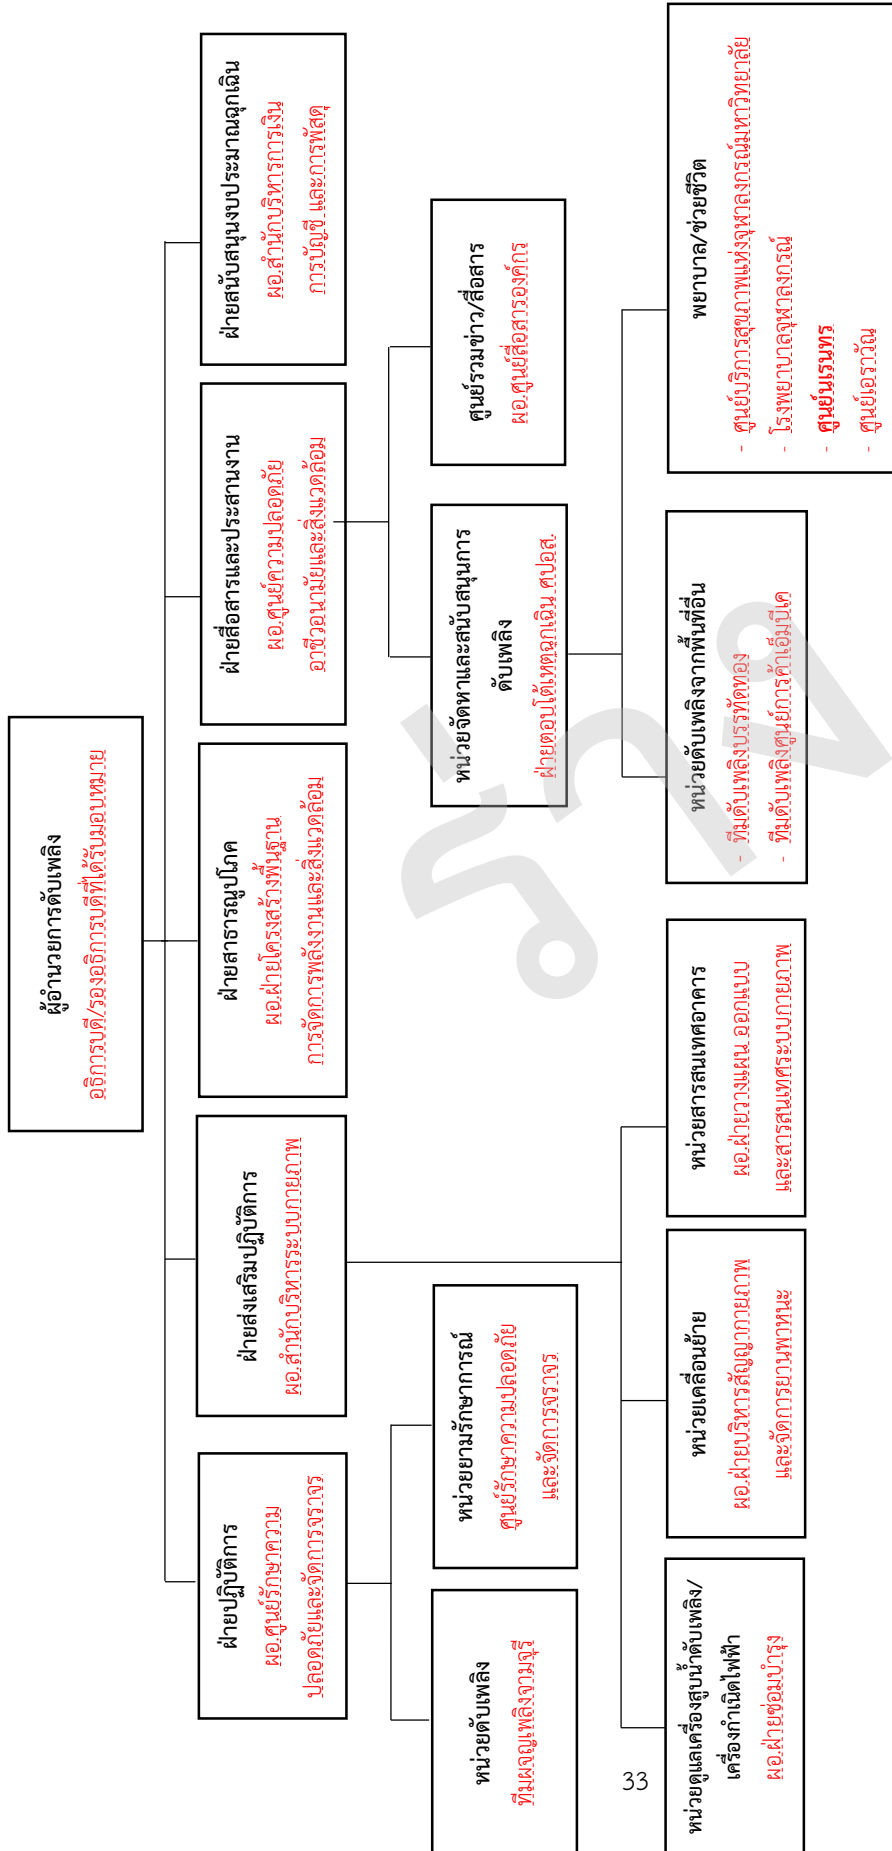 ผู้อำนวยการดับเพลิง
อธิการบดี/รองอธิการบดีที่ได้รับมอบหมาย
ฝ่ายปฏิบัติการ
ผอ.ศูนย์รักษาความ
ปลอดภัยและจัดการจราจร
ฝ่ายส่งเสริมปฏิบัติการ
ผอ.สำนักบริหารระบบกายภาพ
ฝ่ายสาธารณูปโภค
ผอ.ฝ่ายโครงสร้างพื้นฐาน
การจัดการพลังงานและสิ่งแวดล้อม
ฝ่ายสื่อสารและประสานงาน
ผอ.ศูนย์ความปลอดภัย
อาชีวอนามัยและสิ่งแวดล้อม
ฝ่ายสนับสนุนงบประมาณฉุกเฉิน
ผอ.สำนักบริหารการเงิน
การบัญชี และการพัสดุ
หน่วยดับเพลิง
ทีมผจญเพลิงจามจุรี
หน่วยยามรักษาการณ์
ศูนย์รักษาความปลอดภัย
และจัดการจราจร
หน่วยจัดหาและสนับสนุนการ
ดับเพลิง
ฝ่ายตอบโต้เหตุฉุกเฉิน ศปอส.
ศูนย์รวมข่าว/สื่อสาร
ผอ.ศูนย์สื่อสารองค์กร
หน่วยดูแลเครื่องสูบน้ำดับเพลิง/
เครื่องกำเนิดไฟฟ้า
ผอ.ฝ่ายซ่อมบำรุง
หน่วยเคลื่อนย้าย
ผอ.ฝ่ายบริหารสัญญากายภาพ
และจัดการยานพาหนะ
หน่วยสารสนเทศอาคาร
ผอ.ฝ่ายวางแผน ออกแบบ
และสารสนเทศระบบกายภาพ
หน่วยดับเพลิงจากพื้นที่อื่น
- ทีมดับเพลิงบรรทัดทอง
- ทีมดับเพลิงศูนย์การค้าเอ็มบีเค
พยาบาล/ช่วยชีวิต
- ศูนย์บริการสุขภาพแห่งจุฬาลงกรณ์มหาวิทยาลัย
- โรงพยาบาลจุฬาลงกรณ์
- ศูนย์นเรนทร
- ศูนย์เอราวัณ
ร่าง
33